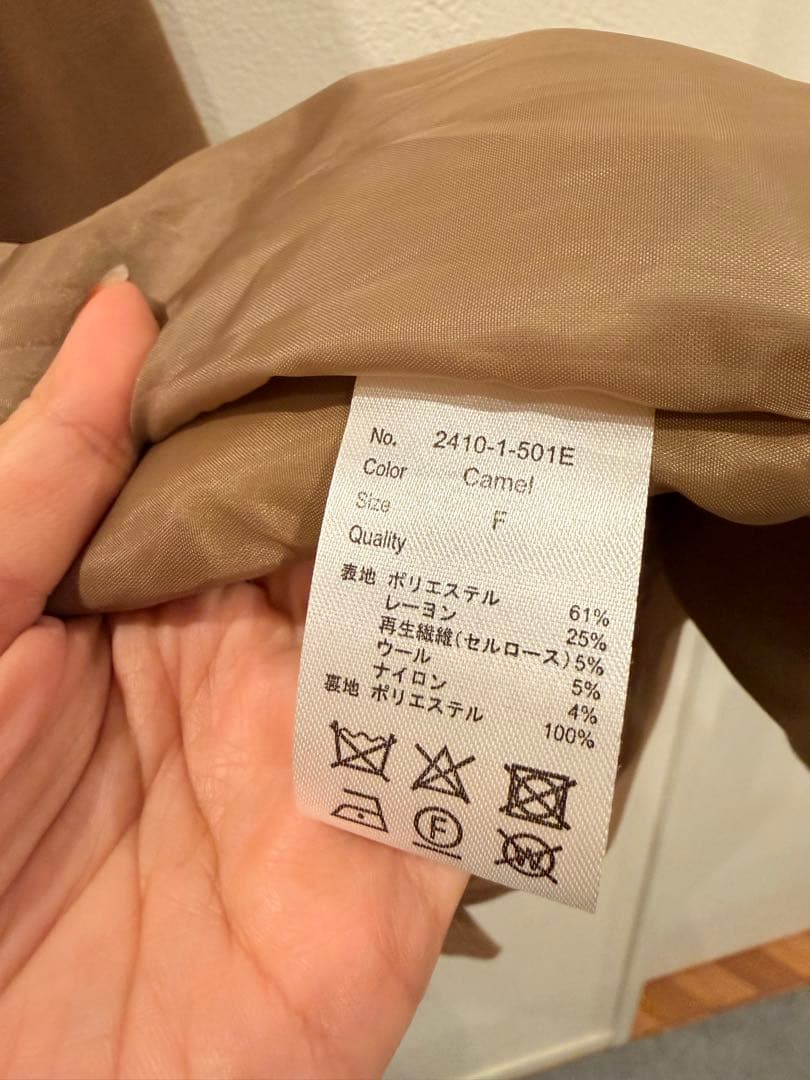 No. 2410-1-501E
Color Camel
Size F
Quality
表地 ポリエステル 61%
レーヨン 25%
再生繊維(セルロース) 5%
ウール 5%
ナイロン 4%
裏地 ポリエステル 100%
F
W